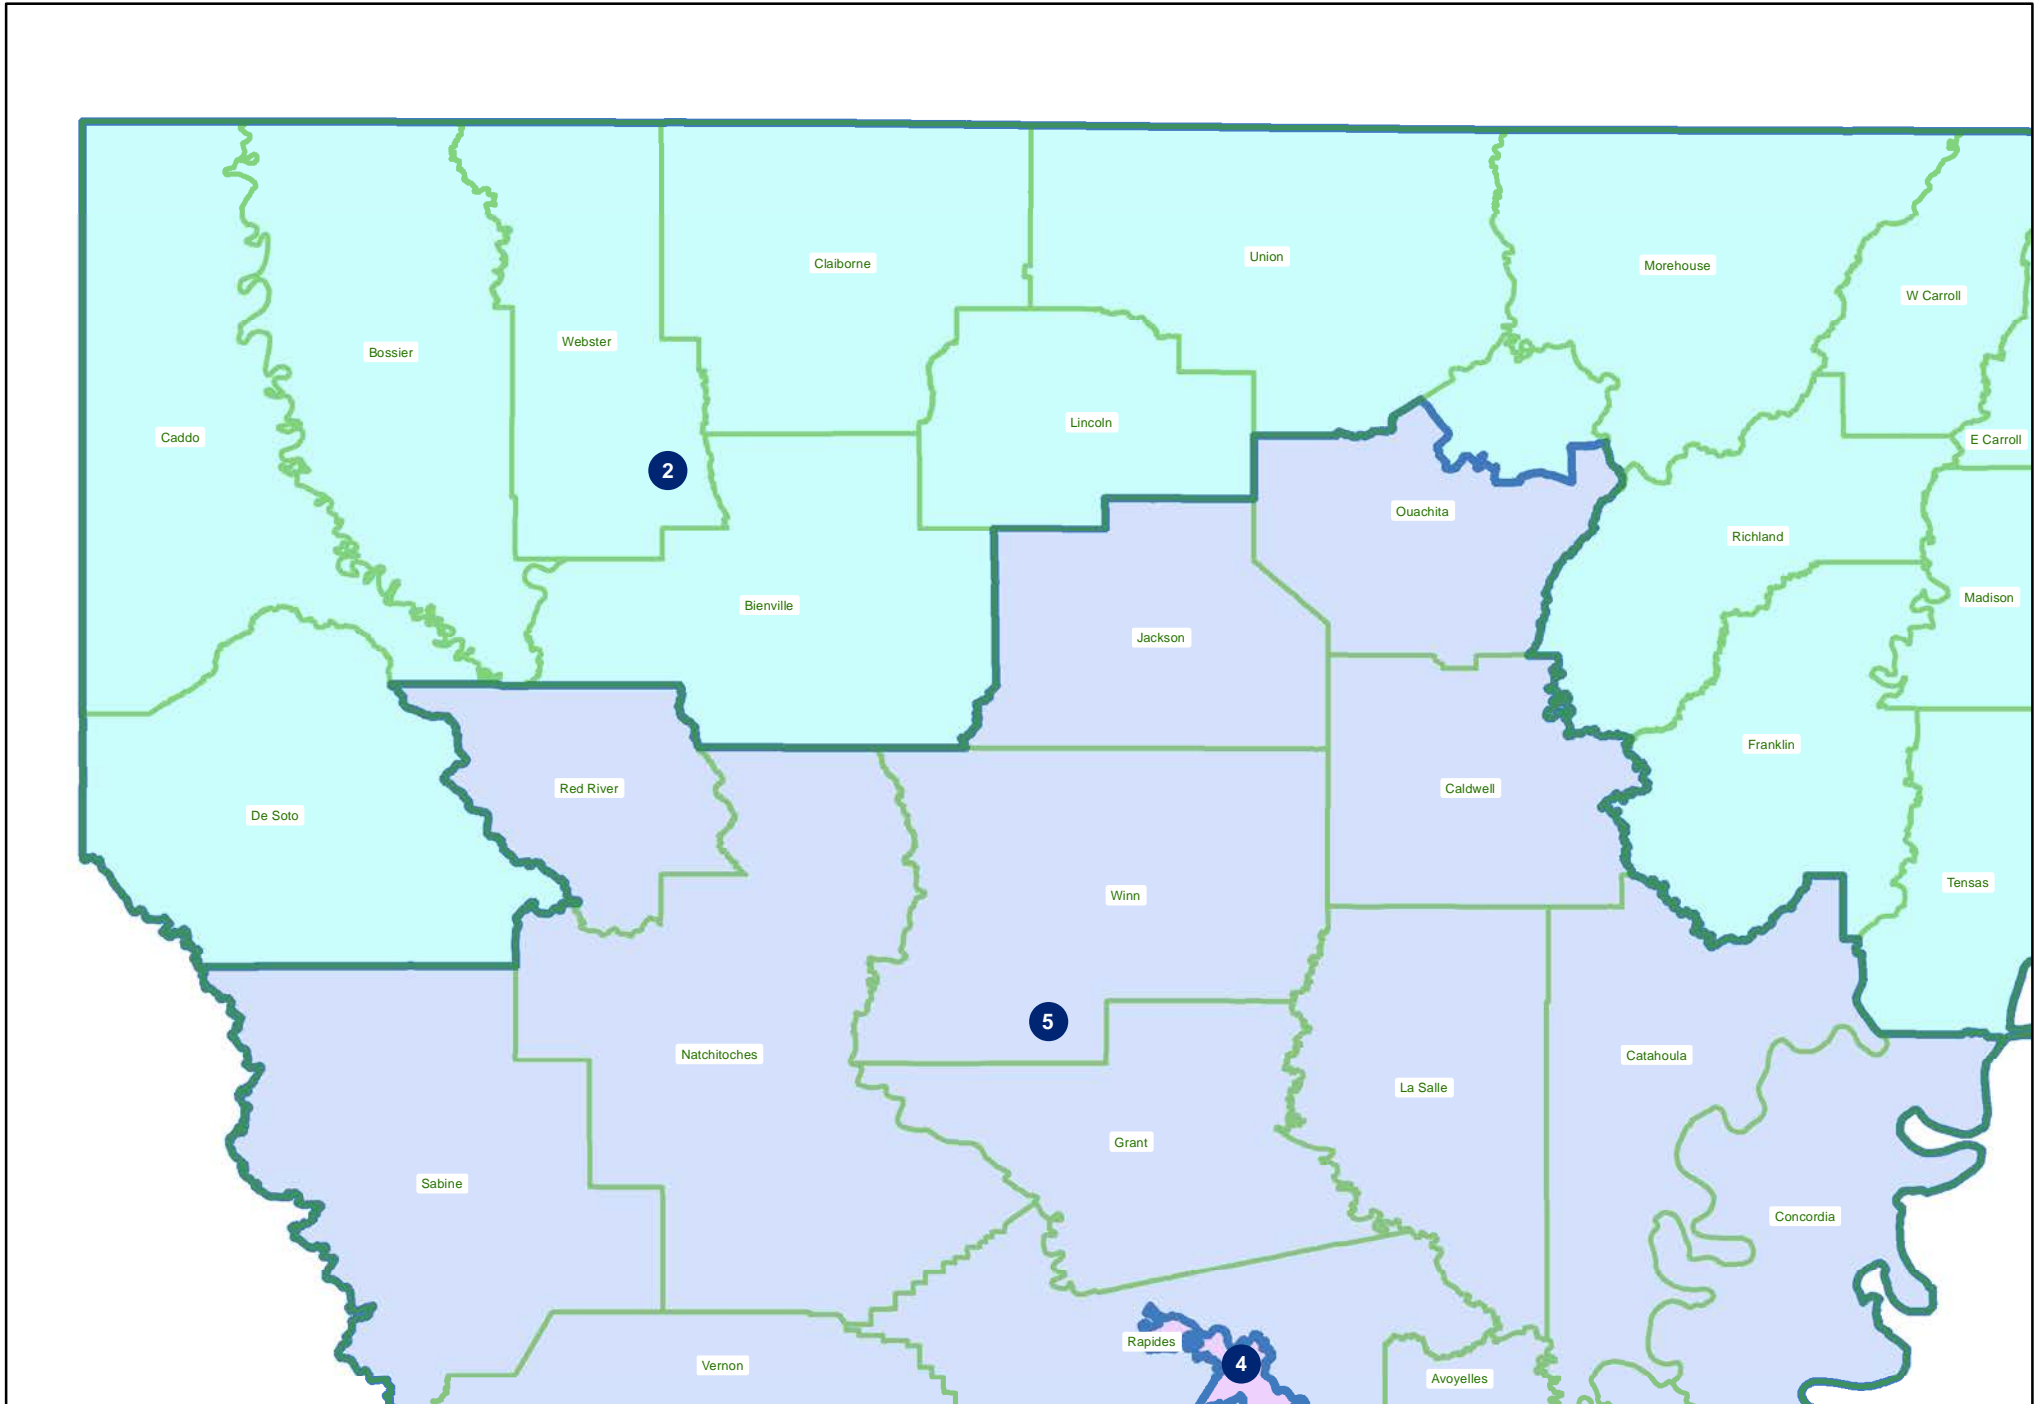 Claiborne
Union
Morehouse
W Carroll
Webster
Bossier
Lincoln
Caddo
E Carroll
2
Ouachita
Richland
Madison
Bienville
Jackson
Franklin
Red River
Caldwell
De Soto
Tensas
Winn
5
Natchitoches
Catahoula
La Salle
Grant
Sabine
Concordia
Rapides
4
Vernon
Avoyelles